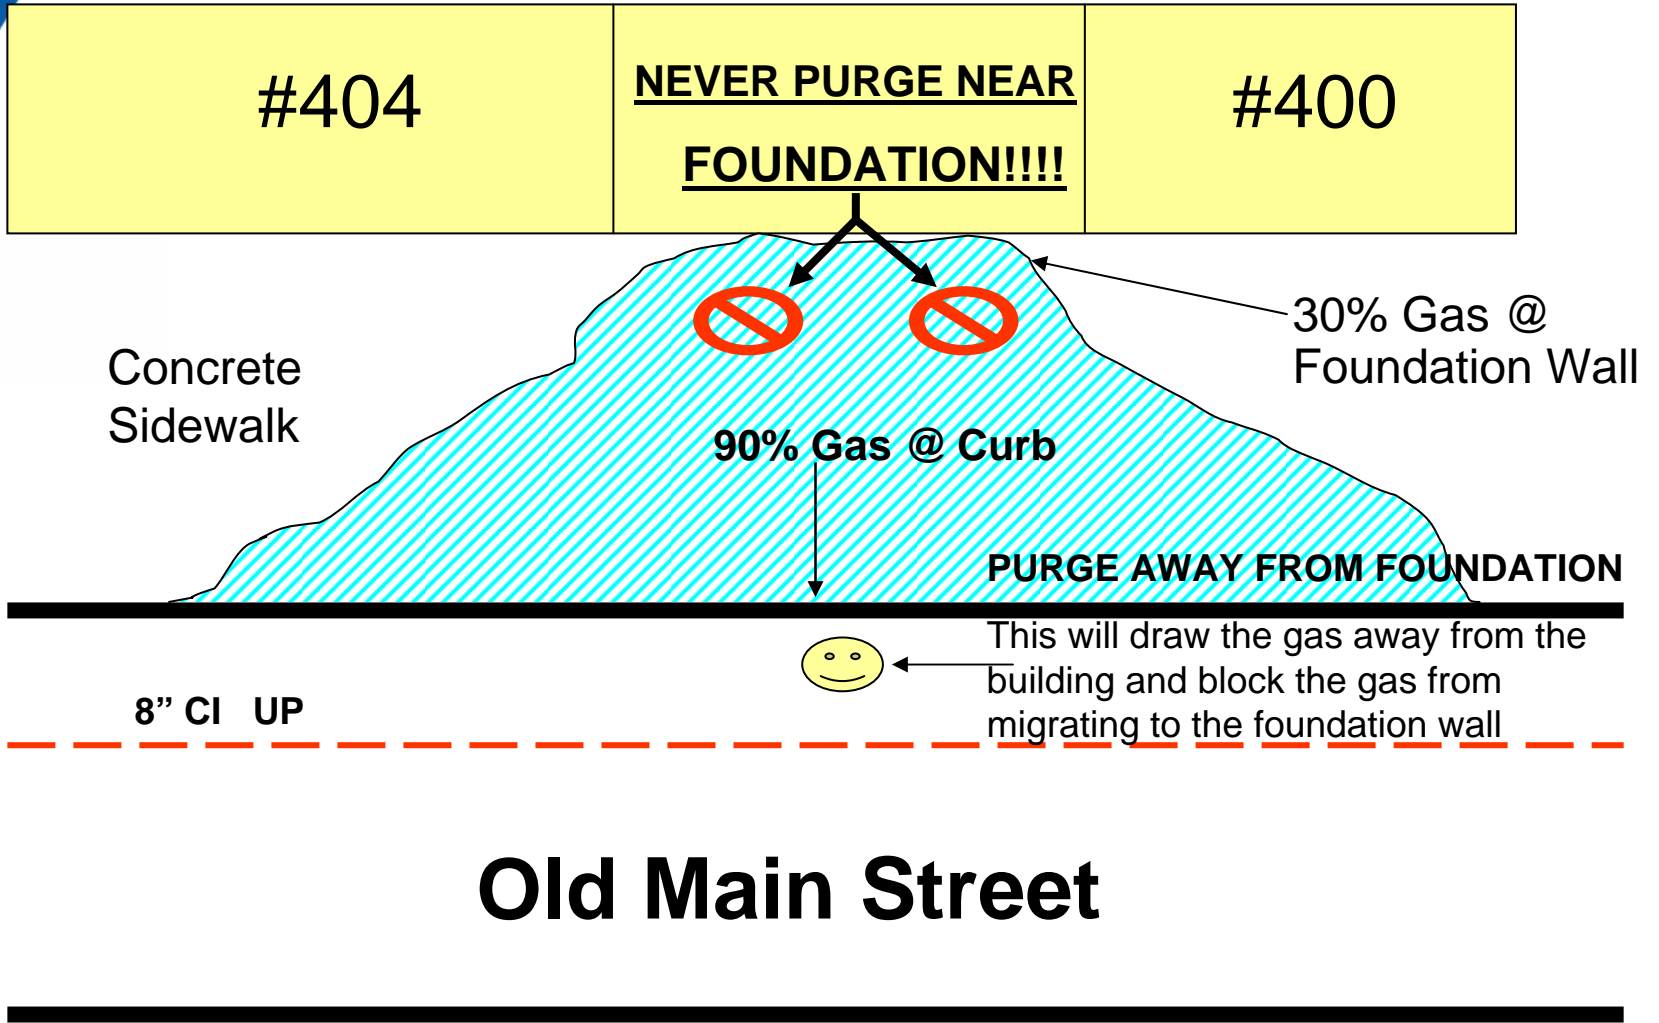 #404
NEVER PURGE NEAR
FOUNDATION!!!!
#400
30% Gas @
Foundation Wall
Concrete
Sidewalk
90% Gas @ Curb
PURGE AWAY FROM FOUNDATION
This will draw the gas away from the
building and block the gas from
migrating to the foundation wall
8” CI UP
Old Main Street